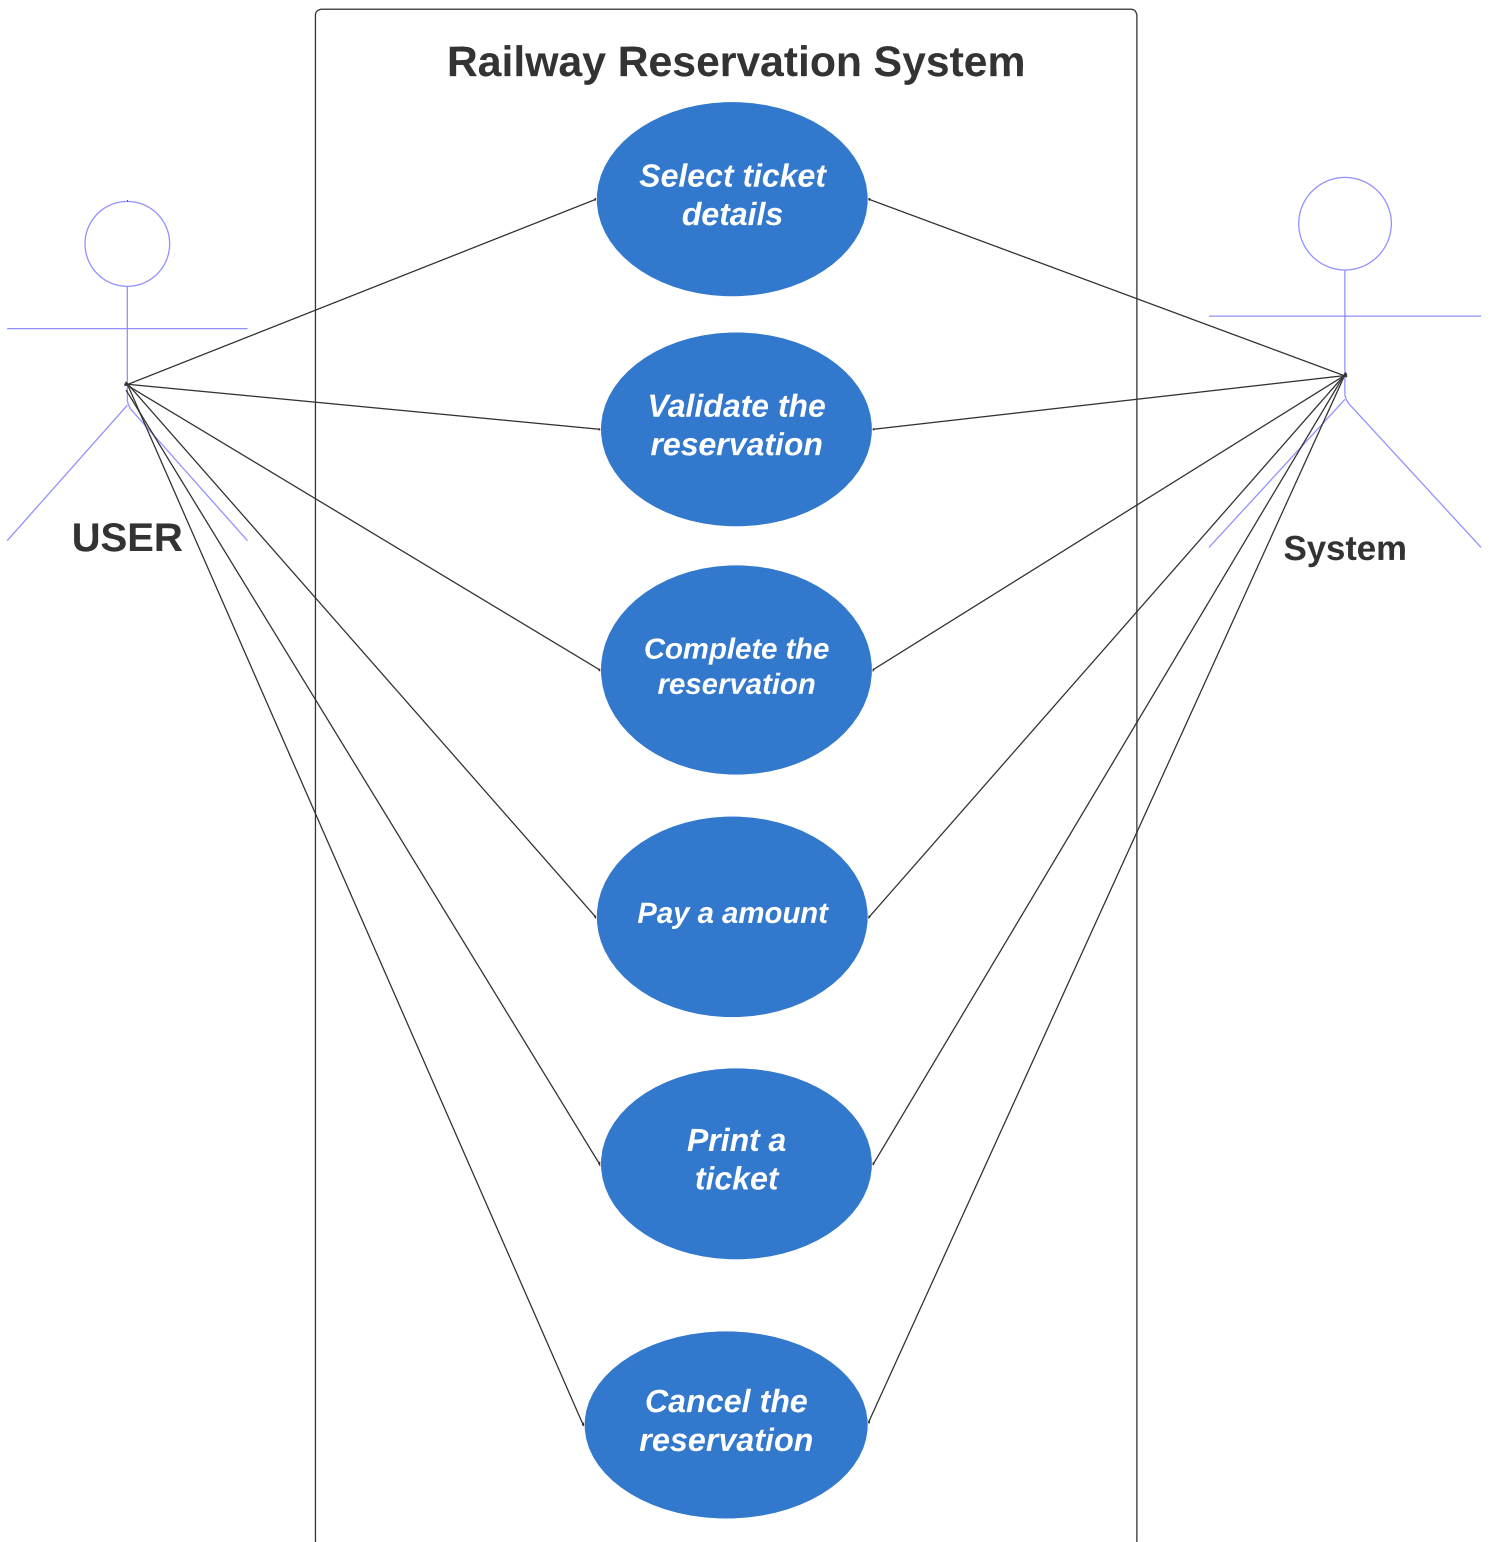 Railway Reservation System
Select ticket
details
Validate the
reservation
USER
System
Complete the
reservation
Pay a amount
Print a
ticket
Cancel the
reservation